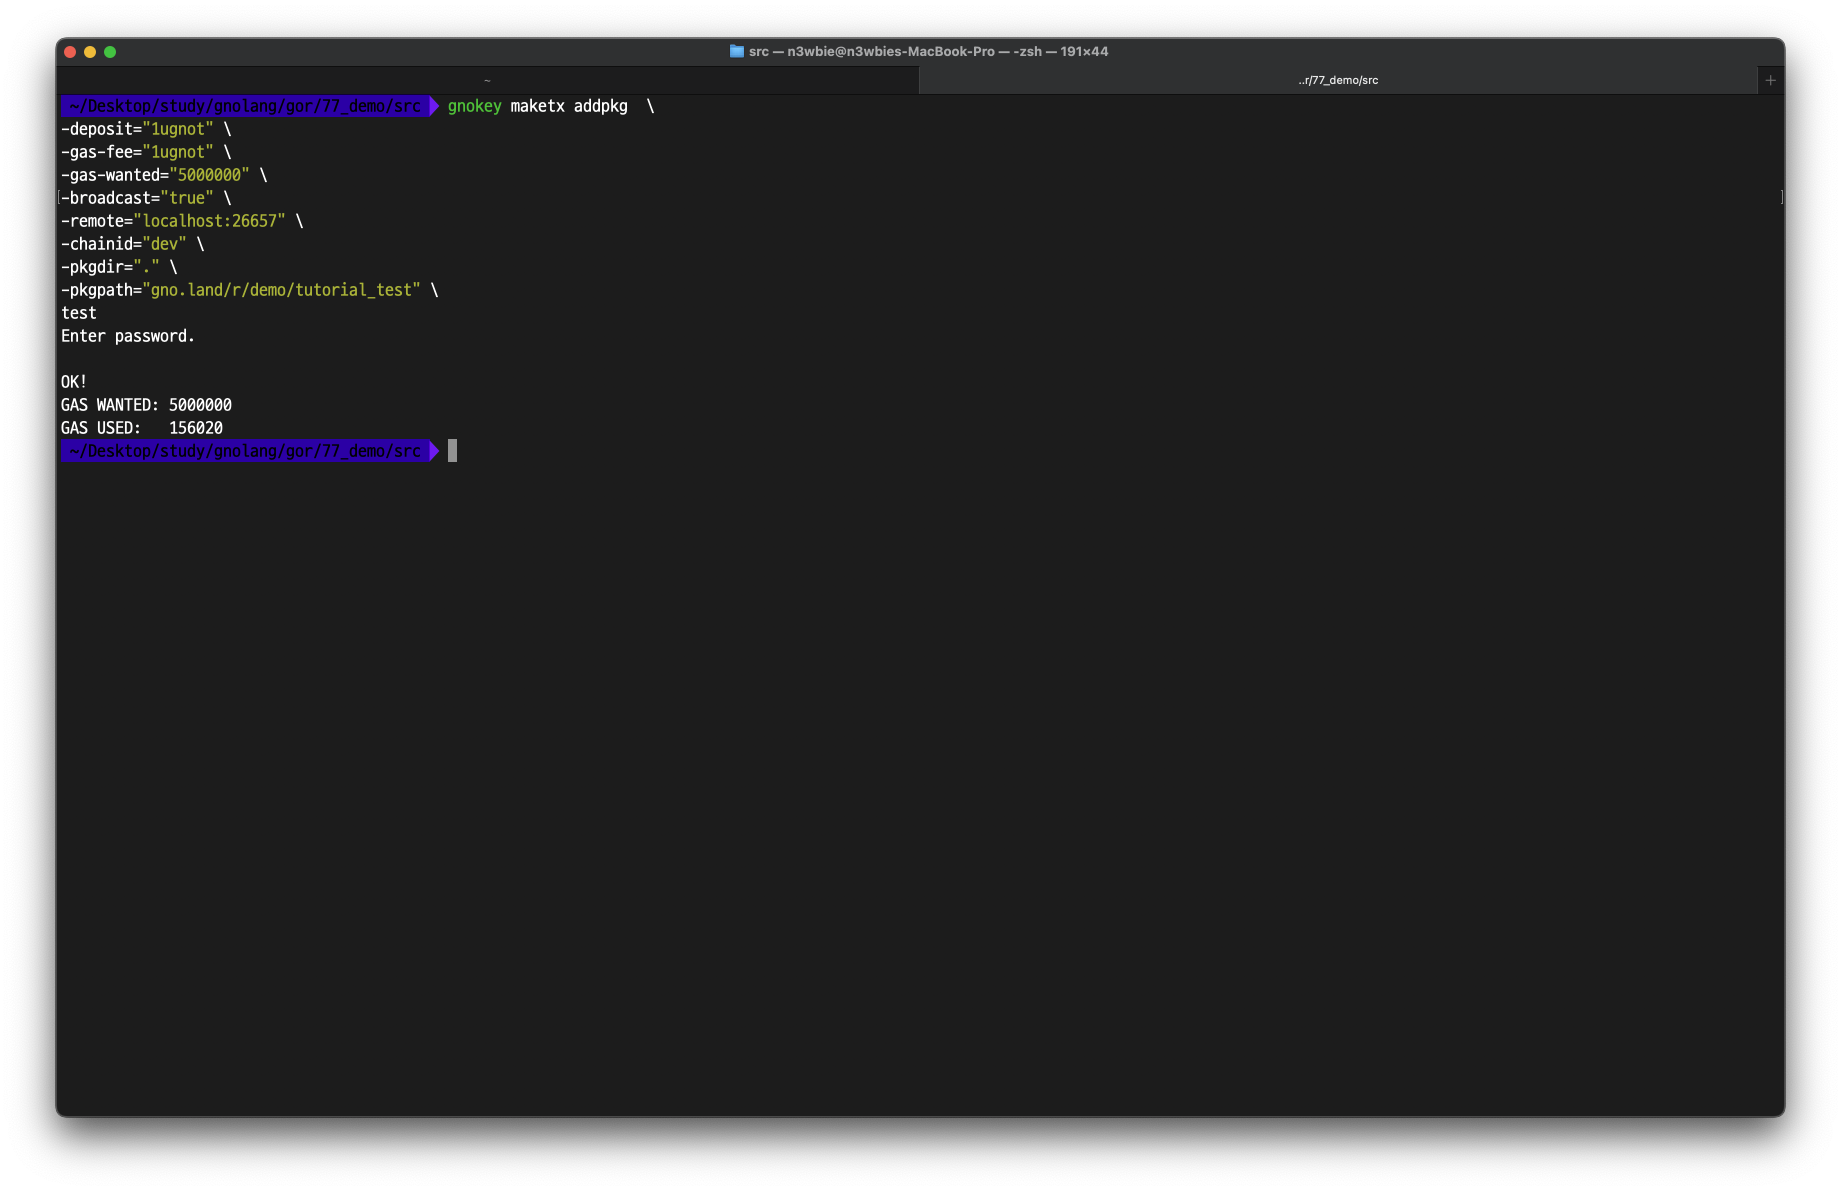 src — n3wbie@n3wbies-MacBook-Pro — -zsh — 191×44
~ ..r/77_demo/src +
~/Desktop/study/gnolang/gor/77_demo/src gnokey maketx addpkg  \
-deposit="1ugnot" \
-gas-fee="1ugnot" \
-gas-wanted="5000000" \
-broadcast="true" \
-remote="localhost:26657" \
-chainid="dev" \
-pkgdir="." \
-pkgpath="gno.land/r/demo/tutorial_test" \
test
Enter password.
OK!
GAS WANTED: 5000000
GAS USED:   156020
~/Desktop/study/gnolang/gor/77_demo/src